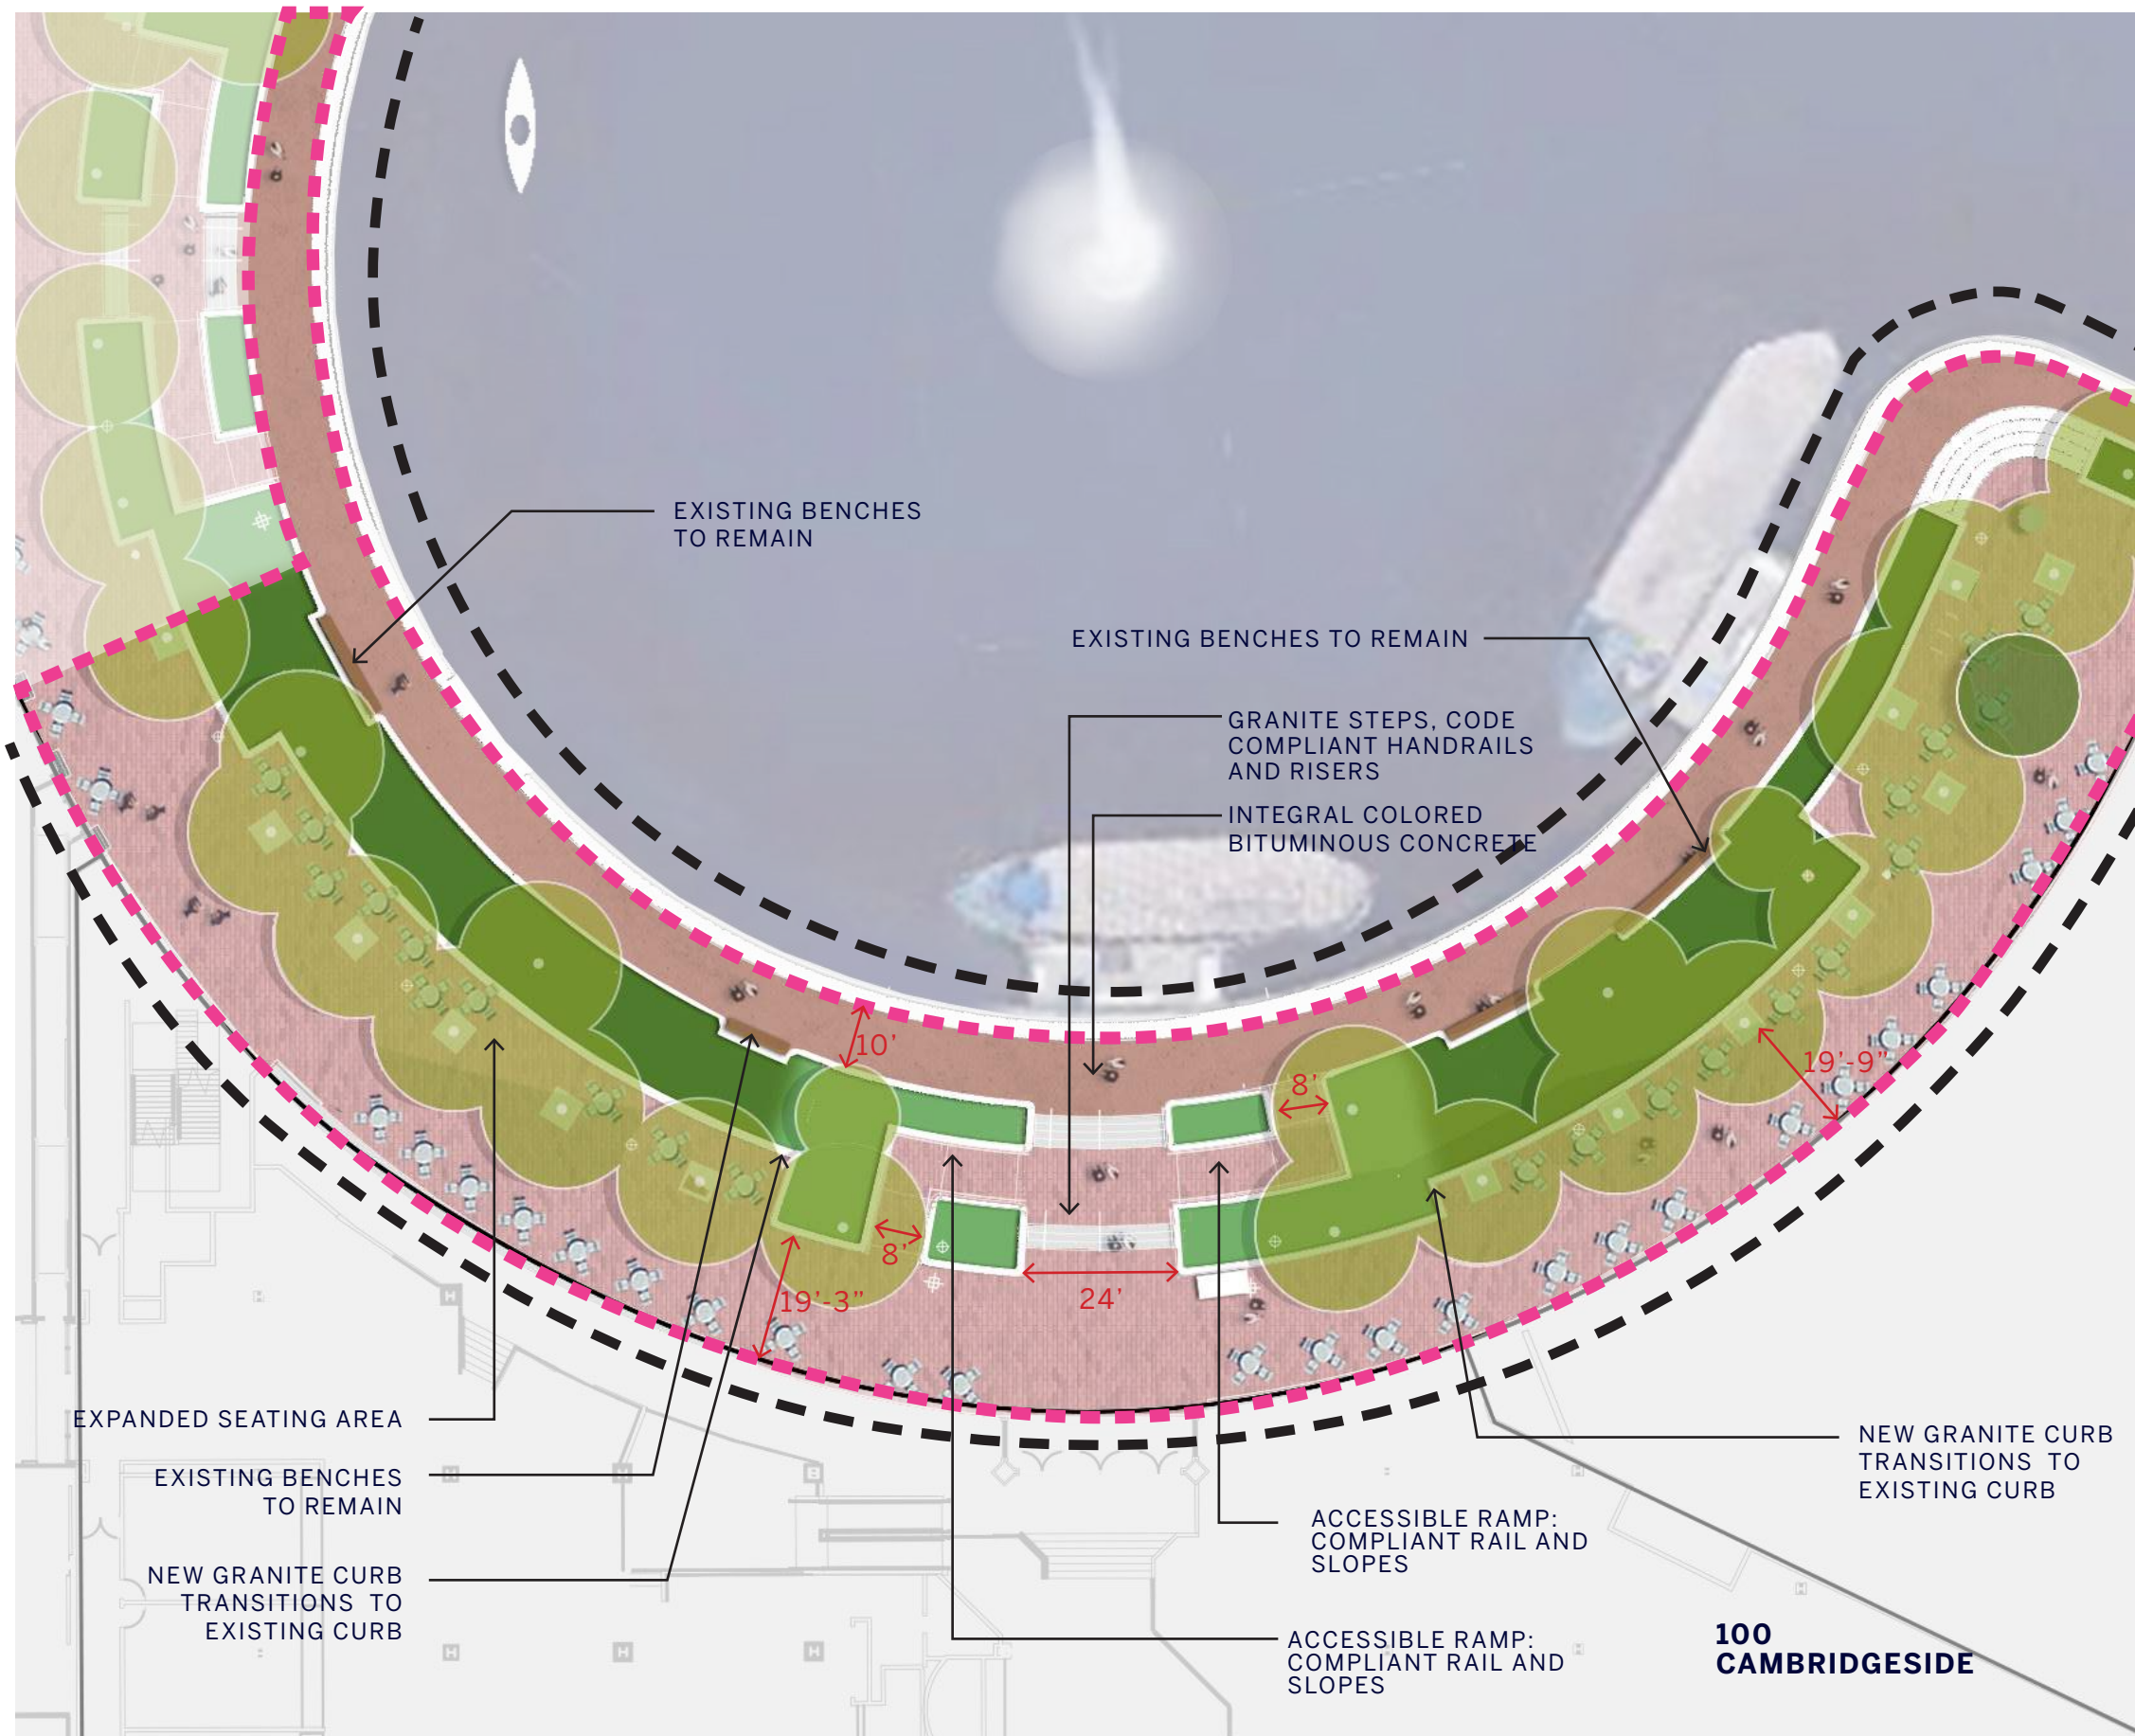 EXISTING BENCHES
TO REMAIN
EXISTING BENCHES TO REMAIN
GRANITE STEPS, CODE
COMPLIANT HANDRAILS
AND RISERS
INTEGRAL COLORED
BITUMINOUS CONCRETE
10’
8’
19’-9”
8’
19’-3”
24’
EXPANDED SEATING AREA
EXISTING BENCHES
TO REMAIN
NEW GRANITE CURB
TRANSITIONS TO
EXISTING CURB
NEW GRANITE CURB
TRANSITIONS TO
EXISTING CURB
ACCESSIBLE RAMP:
COMPLIANT RAIL AND
SLOPES
ACCESSIBLE RAMP:
COMPLIANT RAIL AND
SLOPES
100
CAMBRIDGESIDE